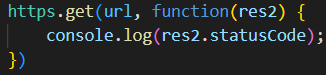 https.get(url, function(res2) {
    console.log(res2.statusCode);
})